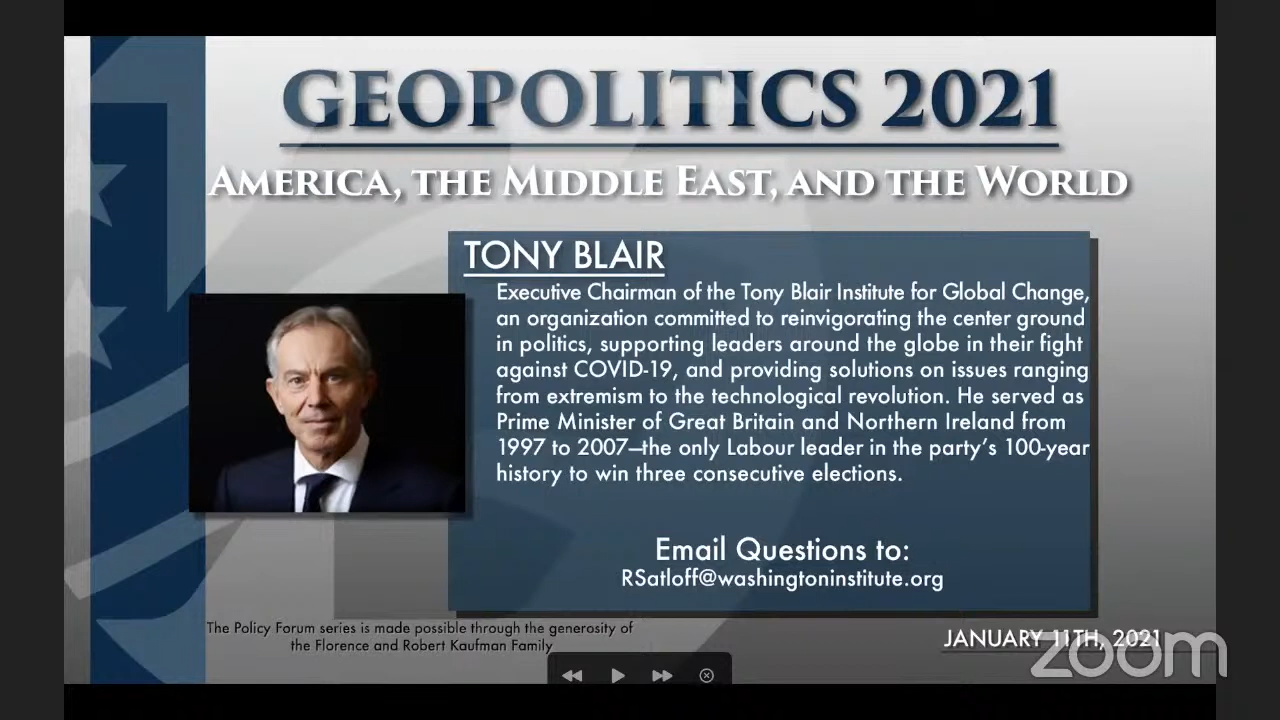 GEOPOLITICS 2021
AMERICA, THE MIDDLE EAST, AND THE WORLD
TONY BLAIR
Executive Chairman of the Tony Blair Institute for Global Change,
an organization committed to reinvigorating the center ground
in politics, supporting leaders around the globe in their fight
against COVID-19, and providing solutions on issues ranging
from extremism to the technological revolution. He served as
Prime Minister of Great Britain and Northern Ireland from
1997 to 2007—the only Labour leader in the party's 100-year
history to win three consecutive elections.
Email Questions to:
RSatloff@washingtoninstitute.org
The Policy Forum series is made possible through the generosity of
the Florence and Robert Kaufman Family
JANUARY 11TH, 2021
zoom